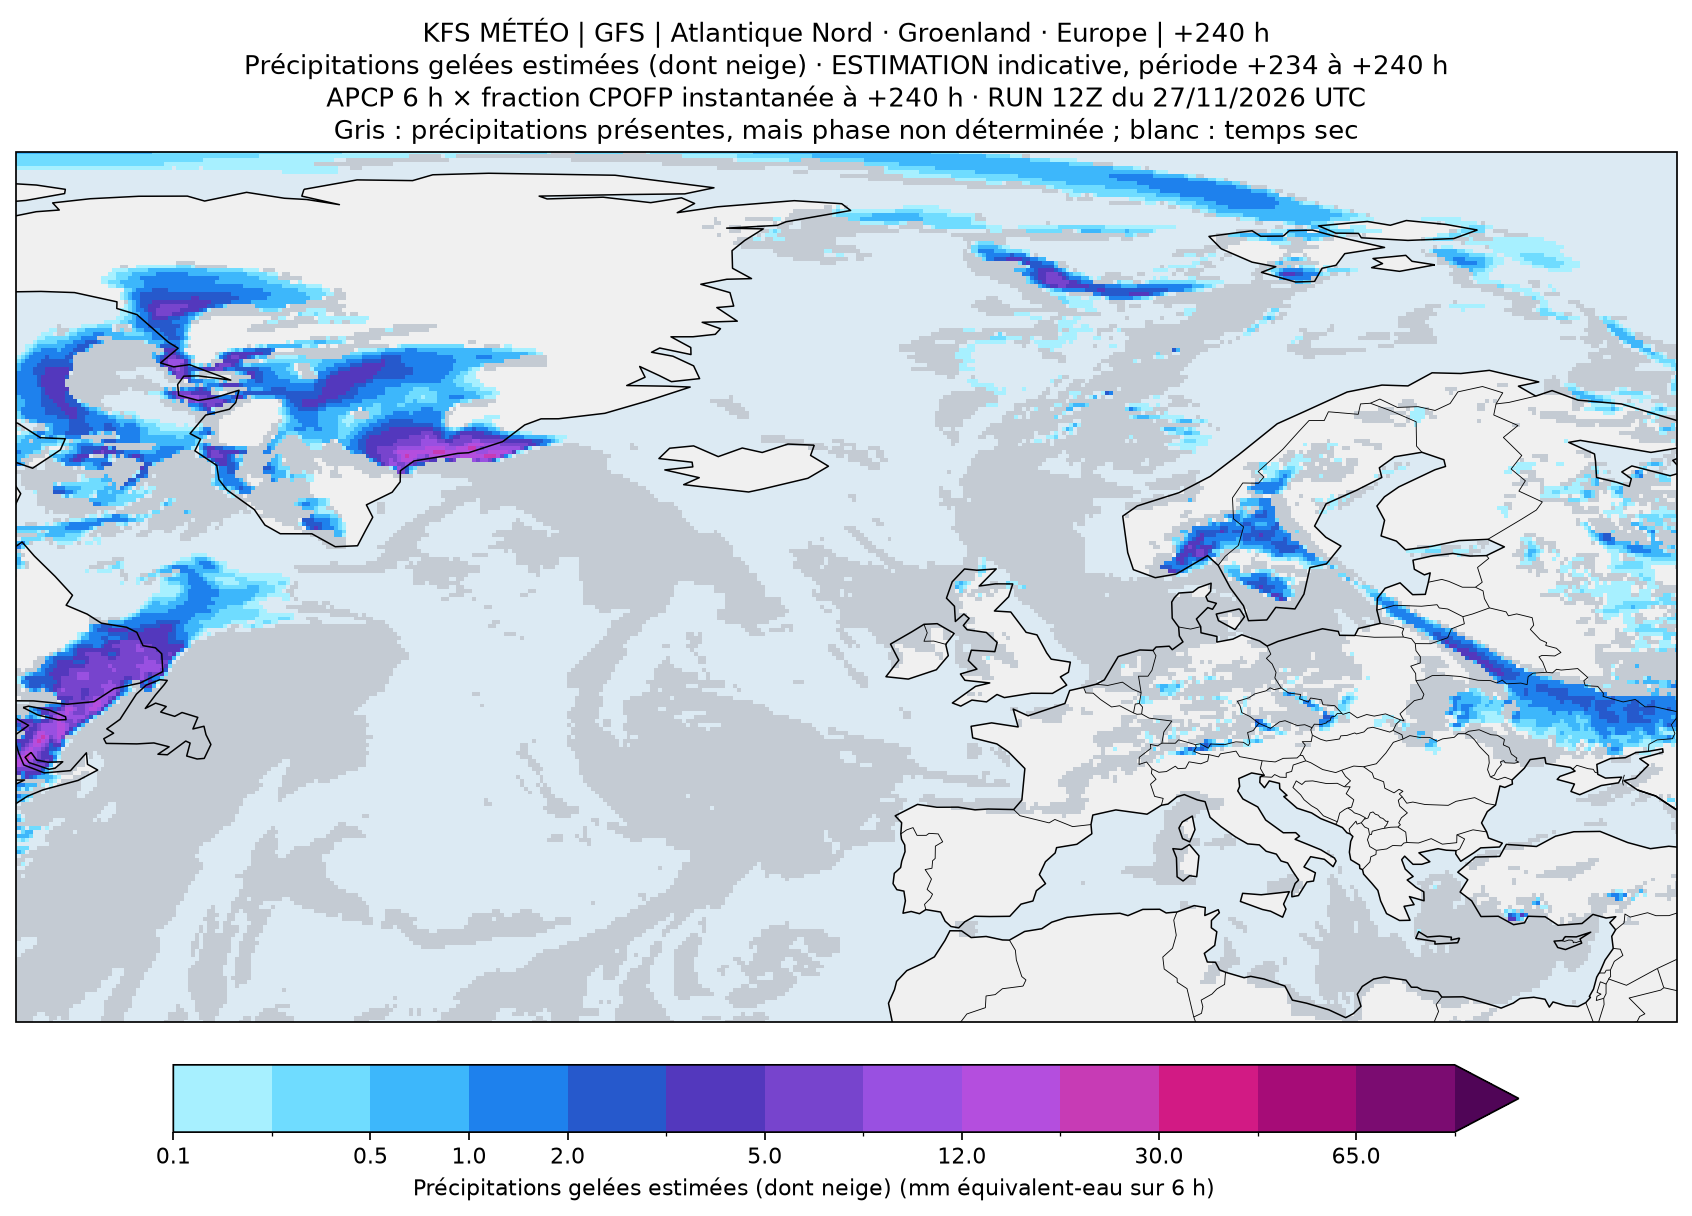 KFS MÉTÉO | GFS | Atlantique Nord · Groenland · Europe | +240 h
Précipitations gelées estimées (dont neige) · ESTIMATION indicative, période +234 à +240 h
APCP 6 h × fraction CPOFP instantanée à +240 h · RUN 12Z du 27/11/2026 UTC
Gris : précipitations présentes, mais phase non déterminée ; blanc : temps sec
0.1 0.5 1.0 2.0 5.0 12.0 30.0 65.0
Précipitations gelées estimées (dont neige) (mm équivalent-eau sur 6 h)